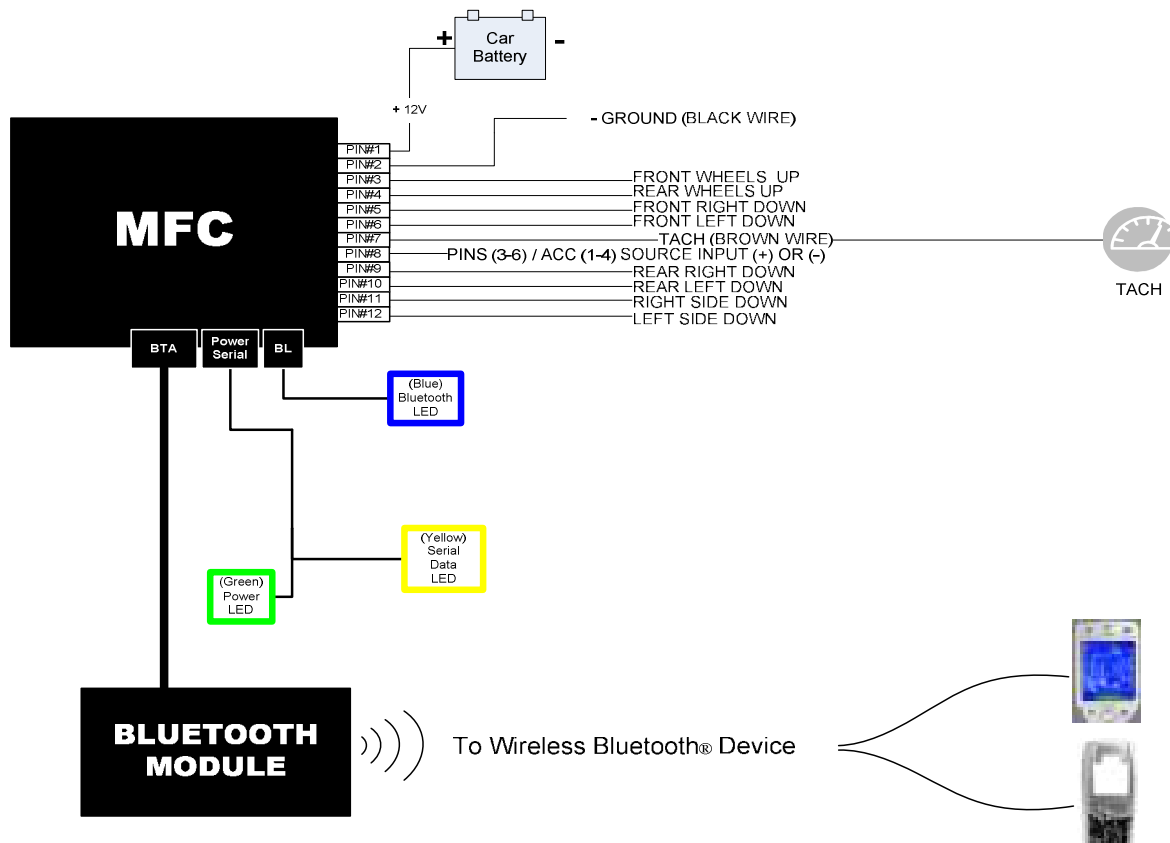 +
Car
Battery
-
+ 12V
- GROUND (BLACK WIRE)
MFC
PIN#1
PIN#2
PIN#3
PIN#4
PIN#5
PIN#6
PIN#7
PIN#8
PIN#9
PIN#10
PIN#11
PIN#12
FRONT WHEELS UP
REAR WHEELS UP
FRONT RIGHT DOWN
FRONT LEFT DOWN
TACH (BROWN WIRE)
PINS (3-6) / ACC (1-4) SOURCE INPUT (+) OR (-)
REAR RIGHT DOWN
REAR LEFT DOWN
RIGHT SIDE DOWN
LEFT SIDE DOWN
TACH
BTA
Power
Serial
BL
(Blue)
Bluetooth
LED
(Yellow)
Serial
Data
LED
(Green)
Power
LED
BLUETOOTH
MODULE
To Wireless Bluetooth® Device